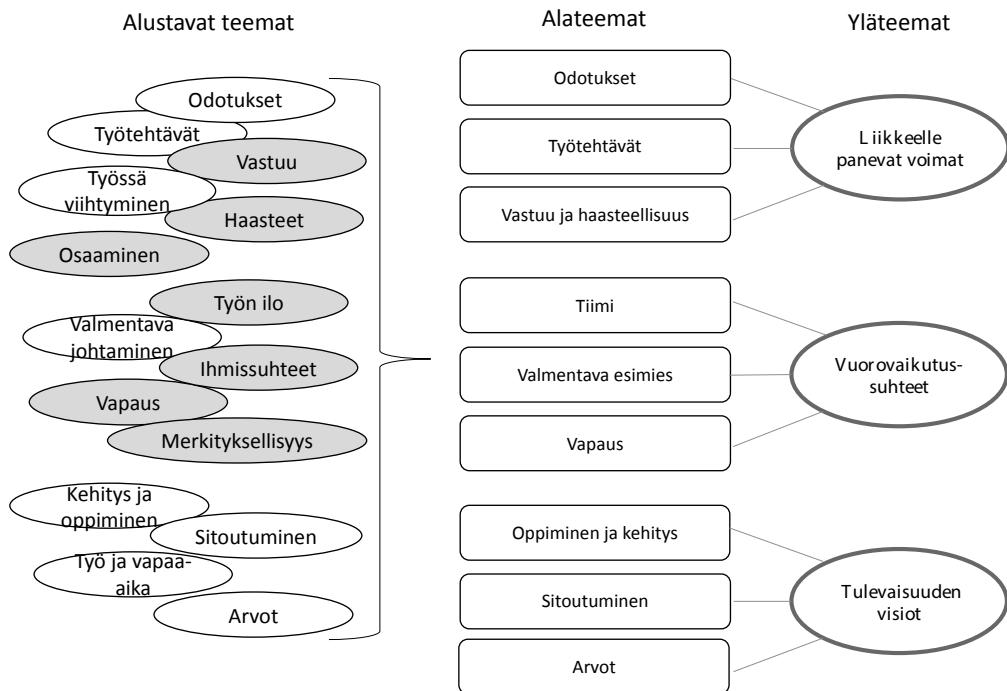 Alustavat teemat
Odotukset
Työtehtävät
Vastuu
Työssä
viihtyminen
Haasteet
Osaaminen
Työn ilo
Valmentava
johtaminen
Ihmissuhteet
Vapaus
Merkityksellisyys
Kehitys ja
oppiminen
Sitoutuminen
Työ ja vapaa-
aika
Arvot
Alateemat
Odotukset
Työtehtävät
Vastuu ja haasteellisuus
Tiimi
Valmentava esimies
Vapaus
Oppiminen ja kehitys
Sitoutuminen
Arvot
Yläteemat
Liikkeelle
panevat voimat
Vuorovaikutus-
suhteet
Tulevaisuuden
visiot